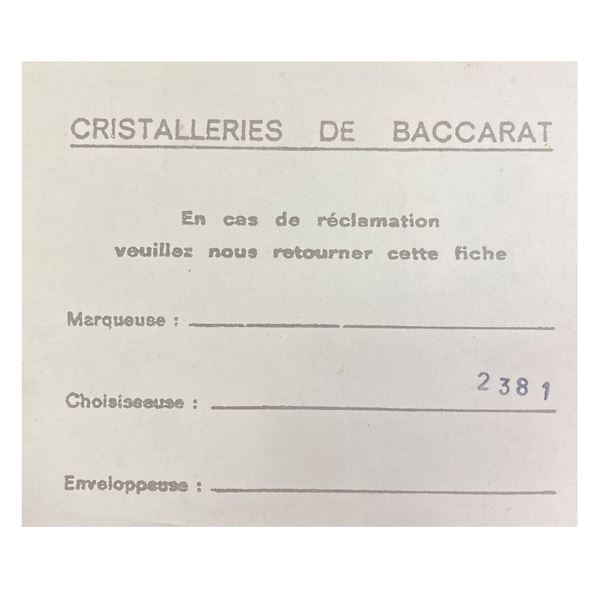 CRISTALLERIES DE BACCARAT
En cas de réclamation
veuillez nous retourner cette fiche
Marqueuse :
2381
Choisisseuse :
Enveloppeuse :